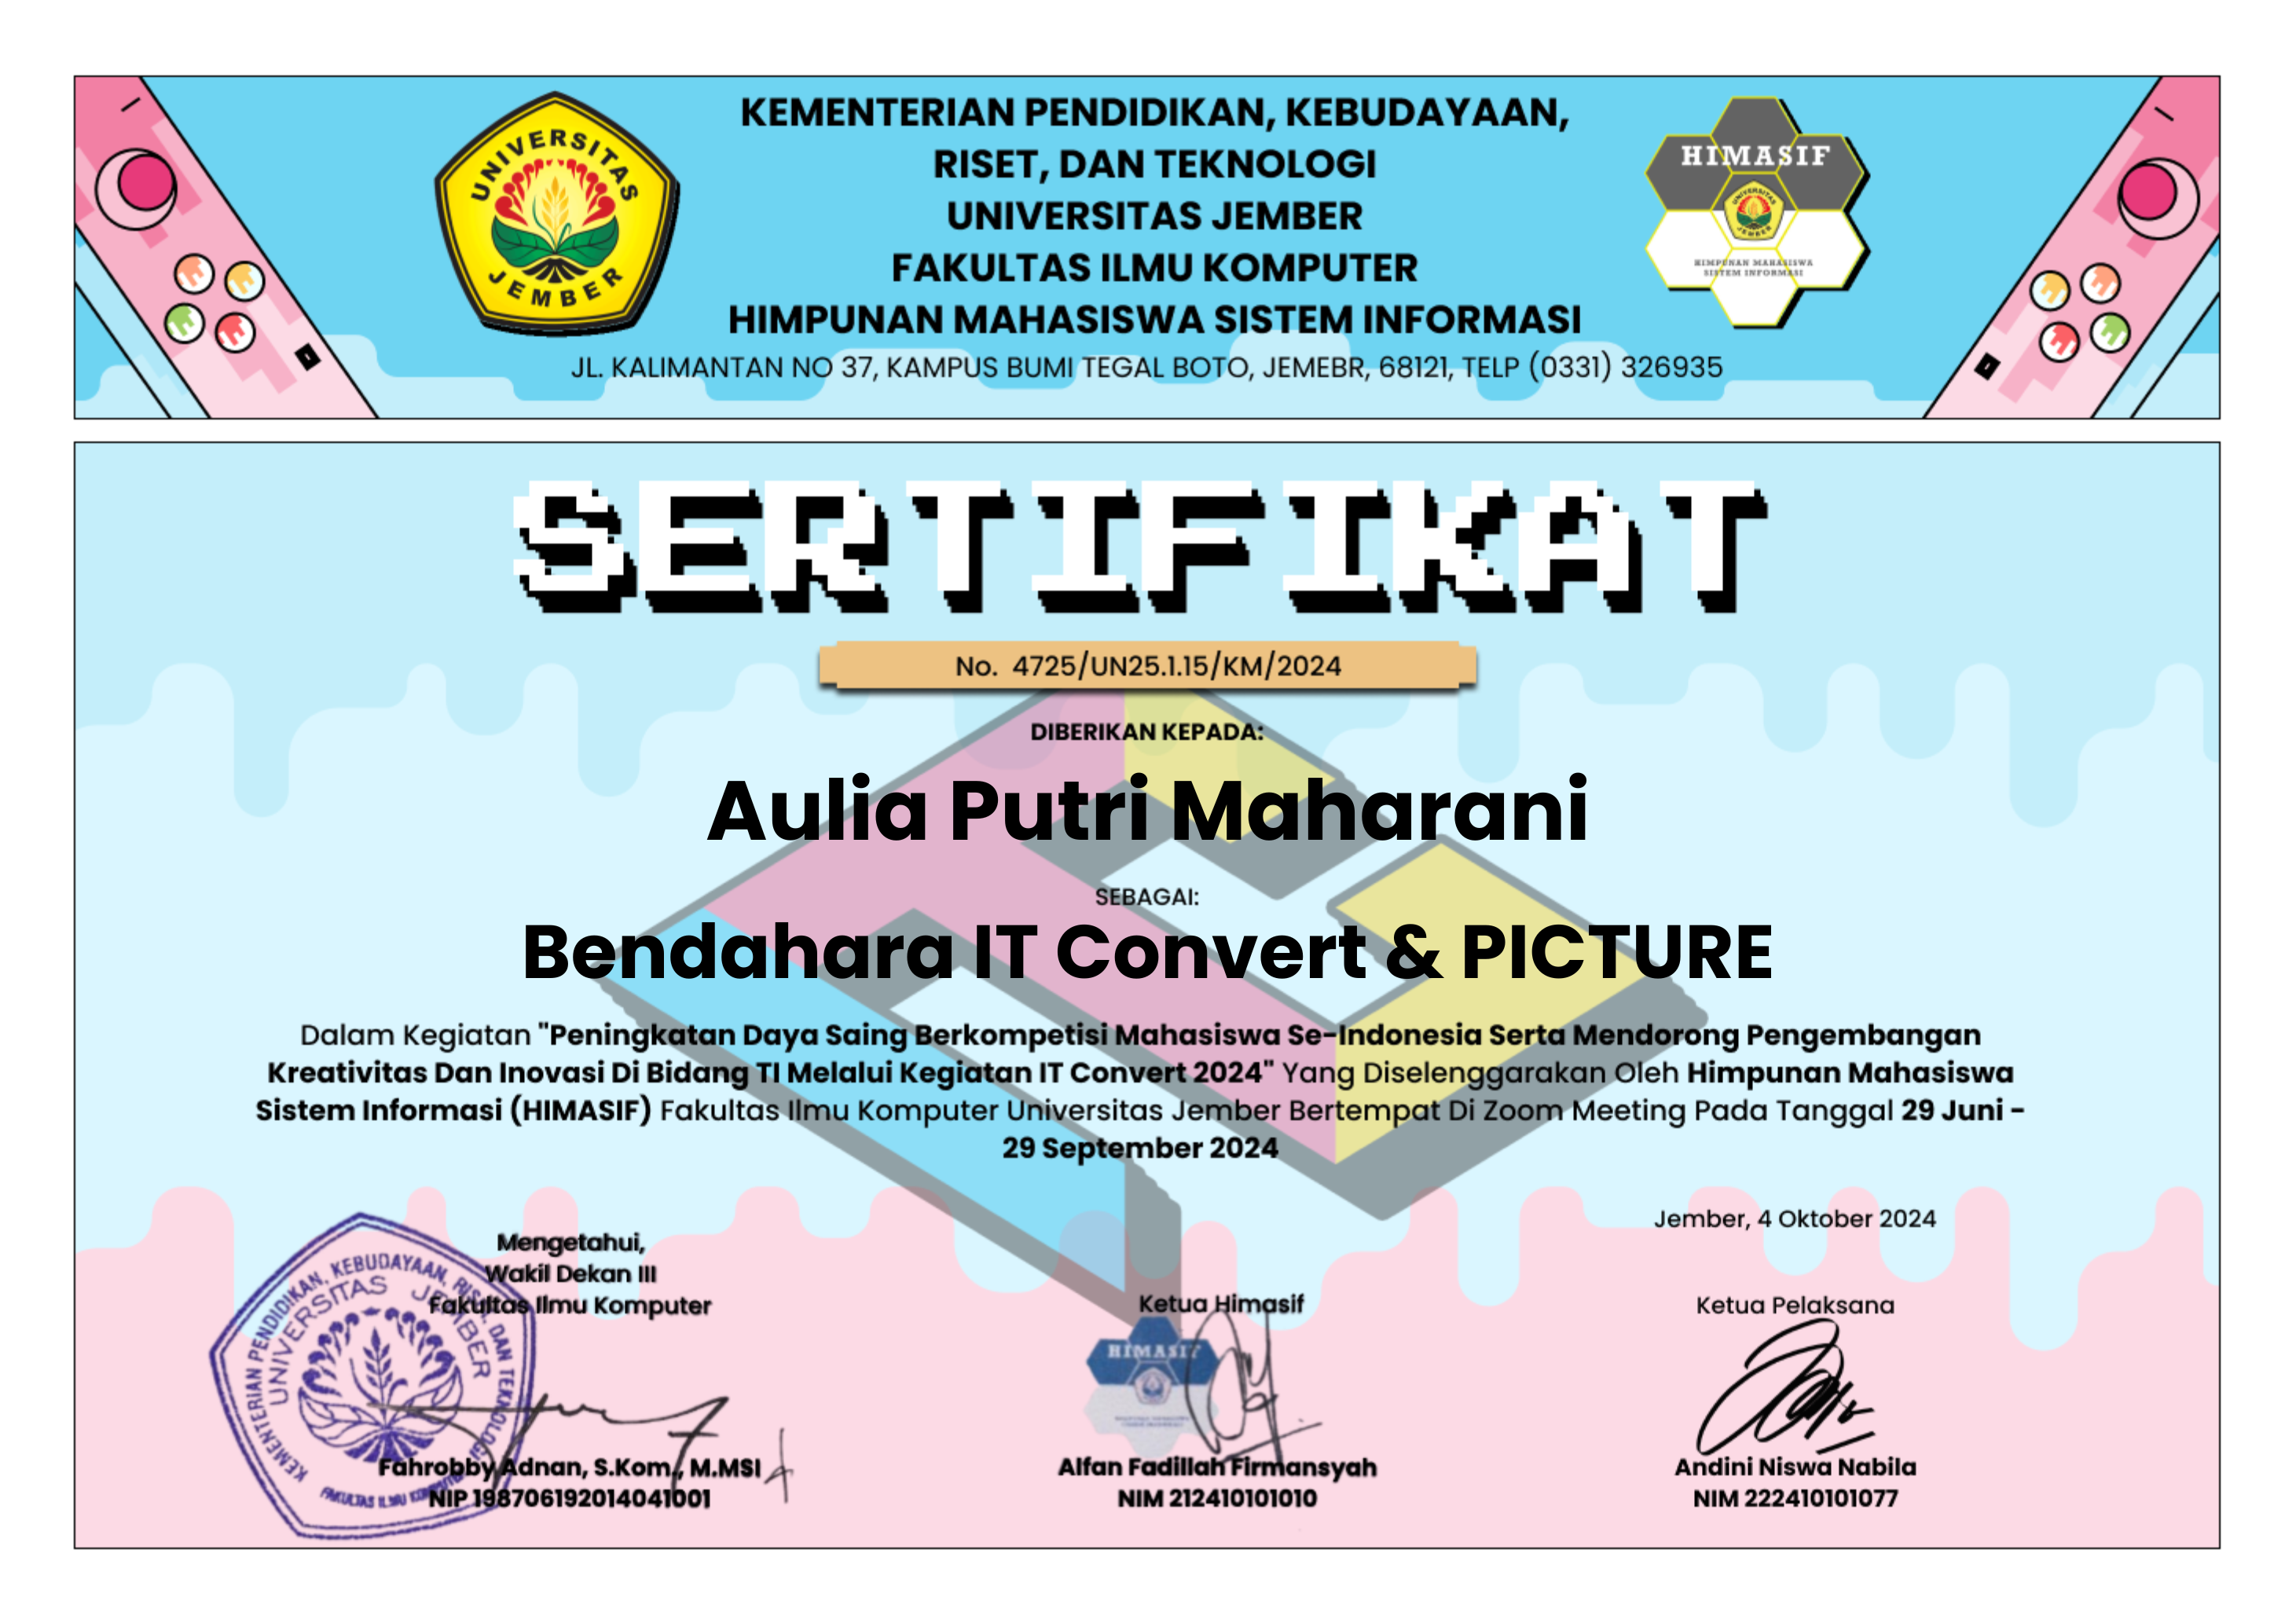 UNIVERSITAS
JEMBER
KEMENTERIAN PENDIDIKAN, KEBUDAYAAN,
RISET, DAN TEKNOLOGI
UNIVERSITAS JEMBER
FAKULTAS ILMU KOMPUTER
HIMPUNAN MAHASISWA SISTEM INFORMASI
JL. KALIMANTAN NO 37, KAMPUS BUMI TEGAL BOTO, JEMEBR, 68121, TELP (0331) 326935
HIMASIF
UNIVERSITAS
JEMBER
HIMPUNAN MAHASISWA
SISTEM INFORMASI
SERTIFIKAT
No. 4725/UN25.1.15/KM/2024
DIBERIKAN KEPADA:
Aulia Putri Maharani
SEBAGAI:
Bendahara IT Convert & PICTURE
Dalam Kegiatan "Peningkatan Daya Saing Berkompetisi Mahasiswa Se-Indonesia Serta Mendorong Pengembangan
Kreativitas Dan Inovasi Di Bidang TI Melalui Kegiatan IT Convert 2024" Yang Diselenggarakan Oleh Himpunan Mahasiswa
Sistem Informasi (HIMASIF) Fakultas Ilmu Komputer Universitas Jember Bertempat Di Zoom Meeting Pada Tanggal 29 Juni -
29 September 2024
Jember, 4 Oktober 2024
Mengetahui,
Wakil Dekan III
Fakultas Ilmu Komputer
KEMENTERIAN PENDIDIKAN, KEBUDAYAAN, RISET, DAN TEKNOLOGI
UNIVERSITAS JEMBER
FAKULTAS ILMU KOMPUTER
Fahrobby Adnan, S.Kom., M.MSI
NIP 198706192014041001
Ketua Himasif
HIMASIF
Alfan Fadillah Firmansyah
NIM 212410101010
Ketua Pelaksana
Andini Niswa Nabila
NIM 222410101077